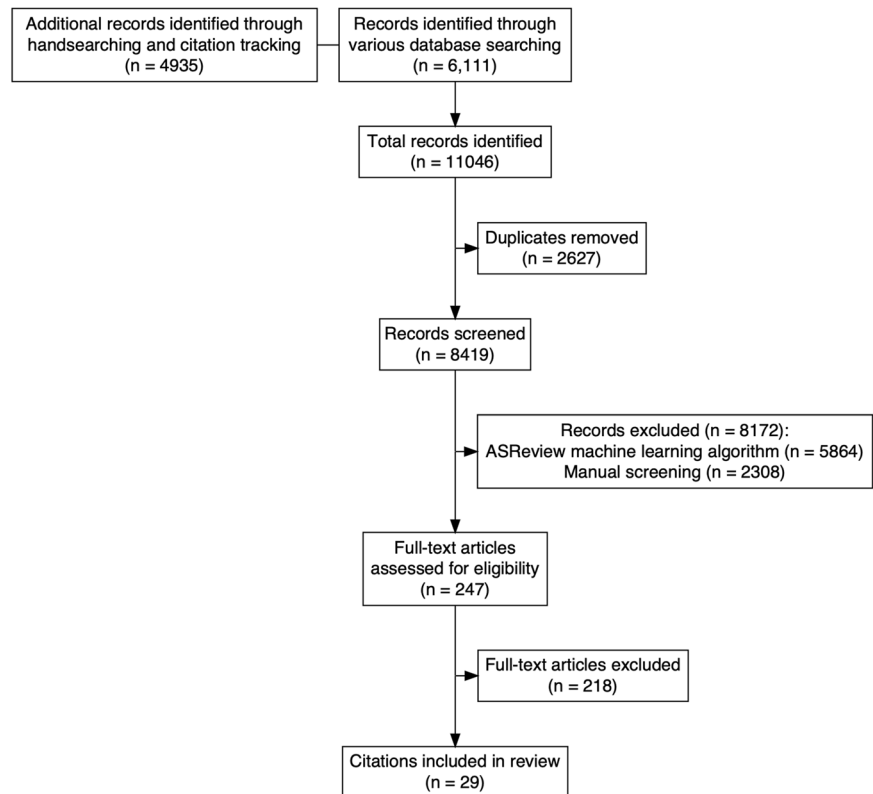 Additional records identified through
handsearching and citation tracking
(n = 4935)
Records identified through
various database searching
(n = 6,111)
Total records identified
(n = 11046)
Duplicates removed
(n = 2627)
Records screened
(n = 8419)
Records excluded (n = 8172):
ASReview machine learning algorithm (n = 5864)
Manual screening (n = 2308)
Full-text articles
assessed for eligibility
(n = 247)
Full-text articles excluded
(n = 218)
Citations included in review
(n = 29)